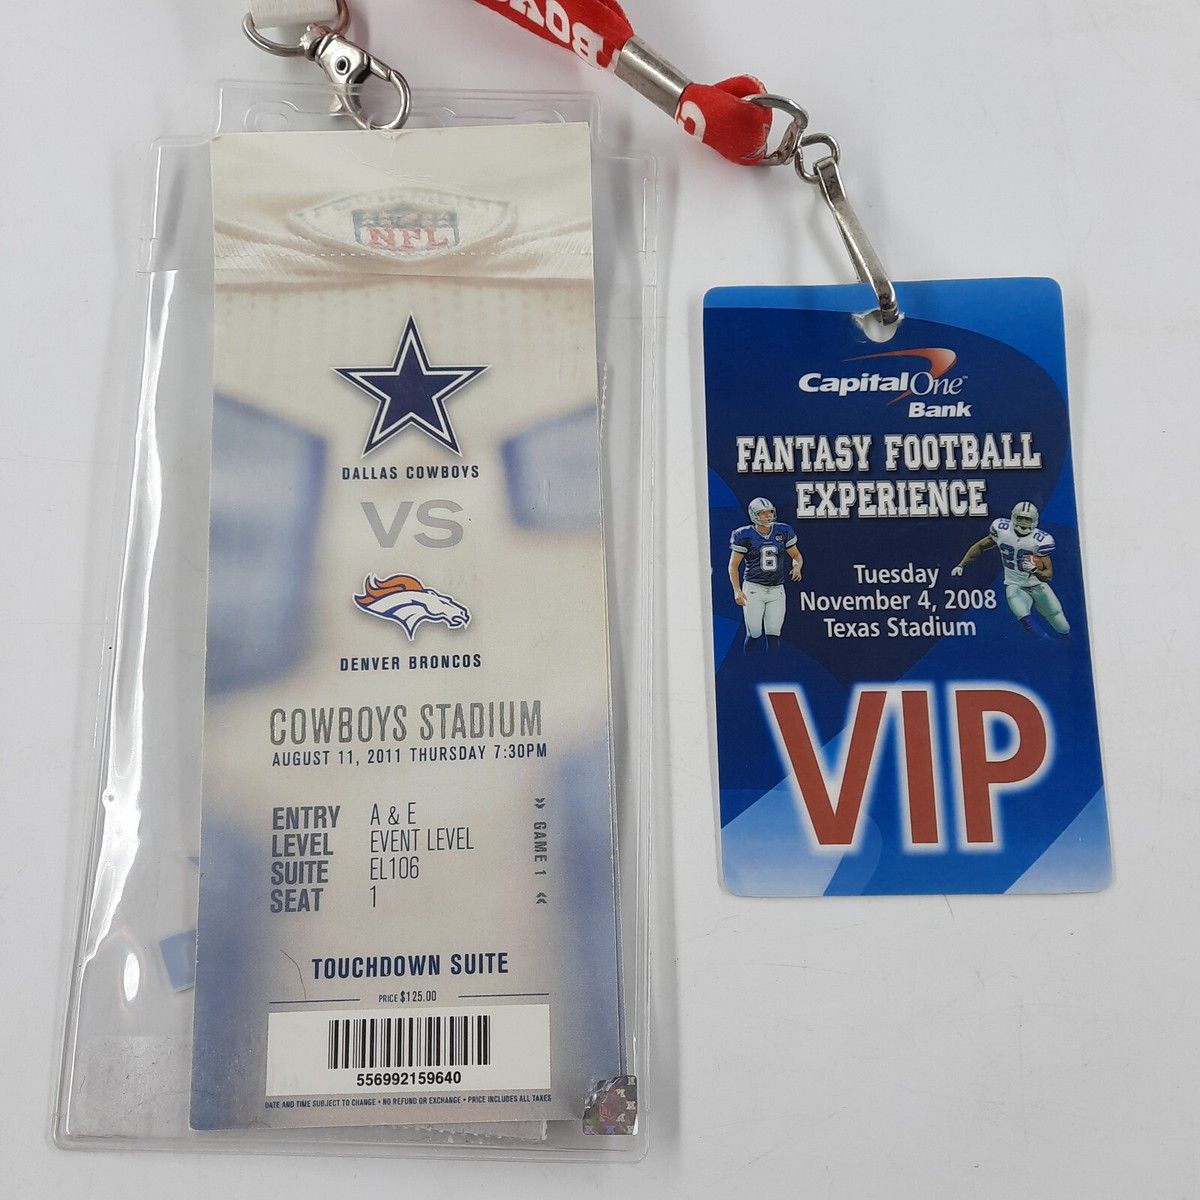 NFL
DALLAS COWBOYS
VS
DENVER BRONCOS
COWBOYS STADIUM
AUGUST 11, 2011 THURSDAY 7:30PM
ENTRY A & E
LEVEL EVENT LEVEL
SUITE EL106
SEAT 1
» GAME 1 «
TOUCHDOWN SUITE
PRICE $125.00
556992159640
DATE AND TIME SUBJECT TO CHANGE • NO REFUND OR EXCHANGE • PRICE INCLUDES ALL TAXES
CapitalOne™
Bank
FANTASY FOOTBALL
EXPERIENCE
6
28
28
Tuesday
November 4, 2008
Texas Stadium
VIP